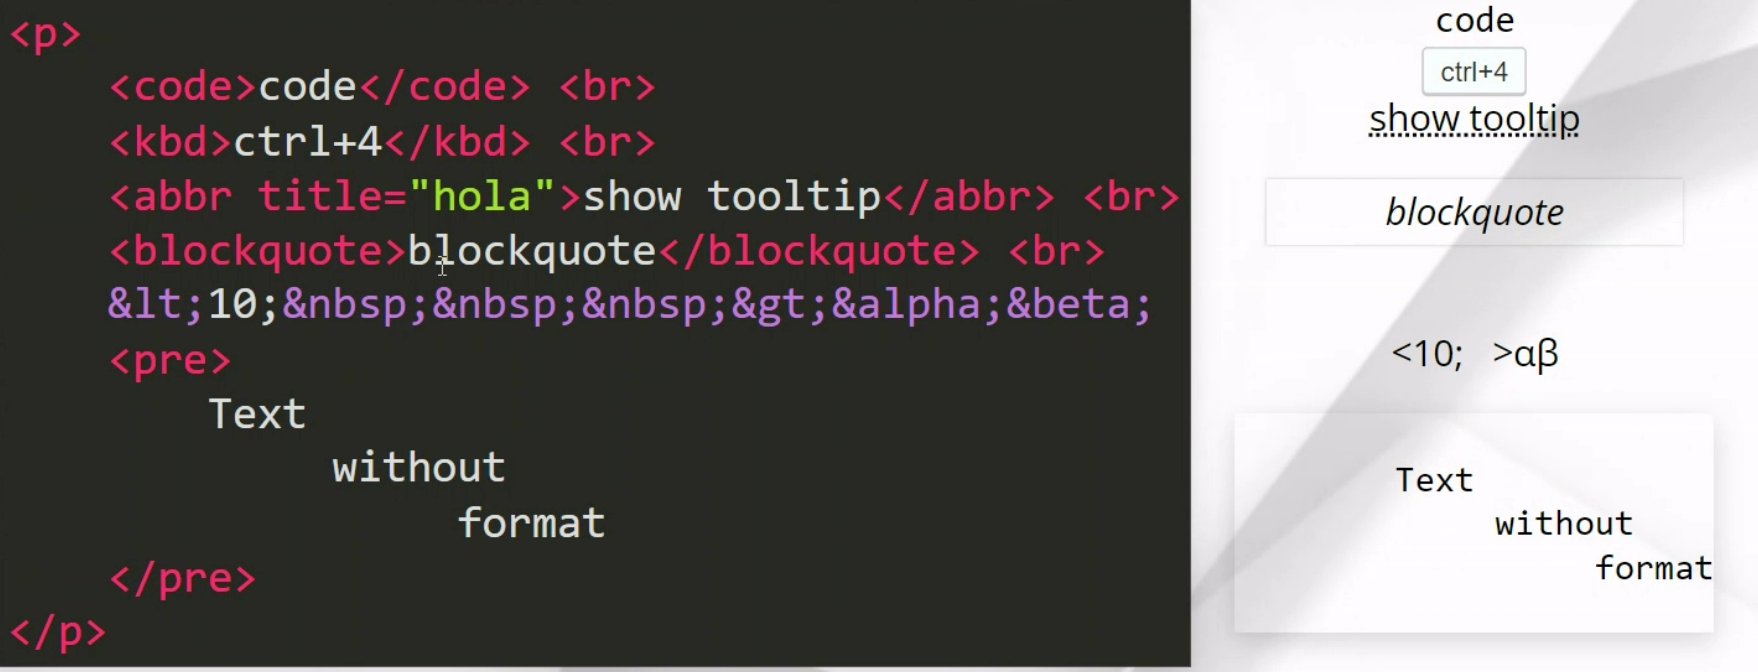 <p>
<code>code</code> <br>
<kbd>ctrl+4</kbd> <br>
<abbr title="hola">show tooltip</abbr> <br>
<blockquote>blockquote</blockquote> <br>
&lt;10;&nbsp;&nbsp;&nbsp;&gt;&alpha;&beta;
<pre>
Text
without
format
</pre>
</p>
code
ctrl+4
show tooltip
blockquote
<10;   >αβ
Text
without
format